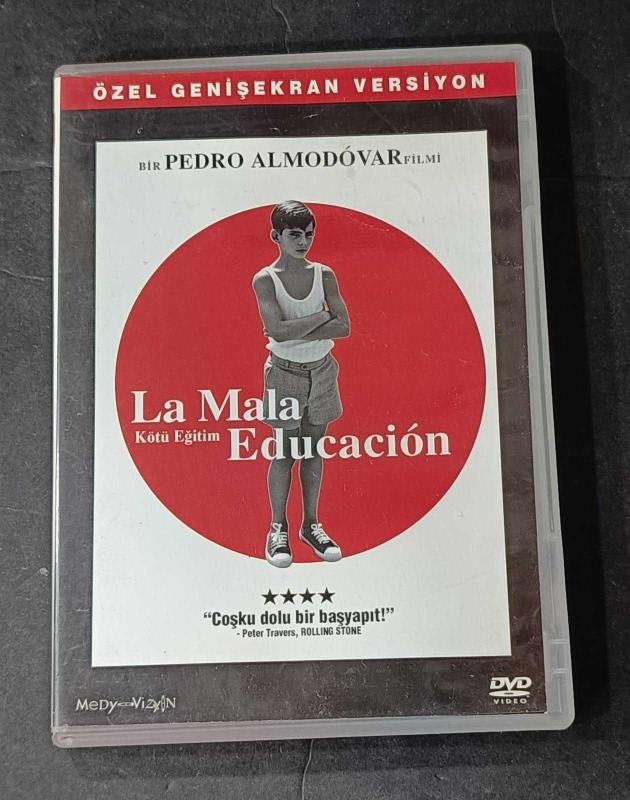 ÖZEL GENİŞEKRAN VERSİYON
BİR PEDRO ALMODÓVAR FİLMİ
La Mala
Kötü Eğitim Educación
★★★★
“Coşku dolu bir başyapıt!”
- Peter Travers, ROLLING STONE
MeDyaViZyON
DVD
VIDEO